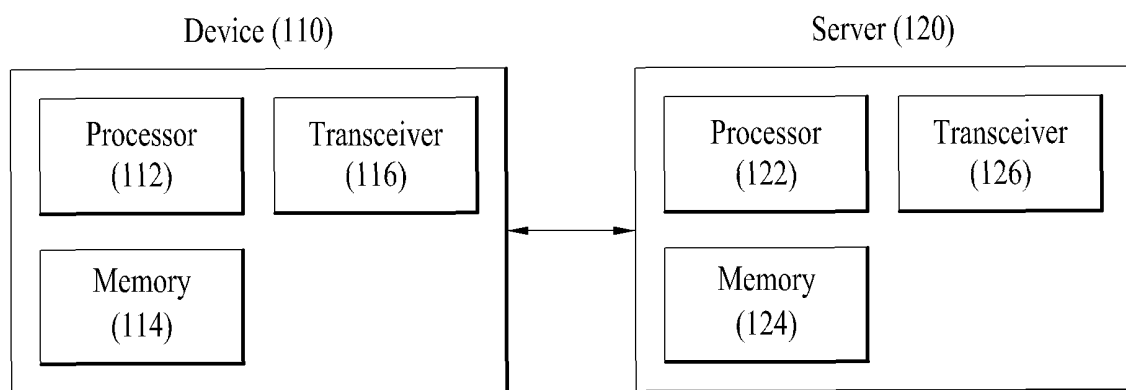 Device (110)
Server (120)
Processor
(112)
Transceiver
(116)
Memory
(114)
Processor
(122)
Transceiver
(126)
Memory
(124)